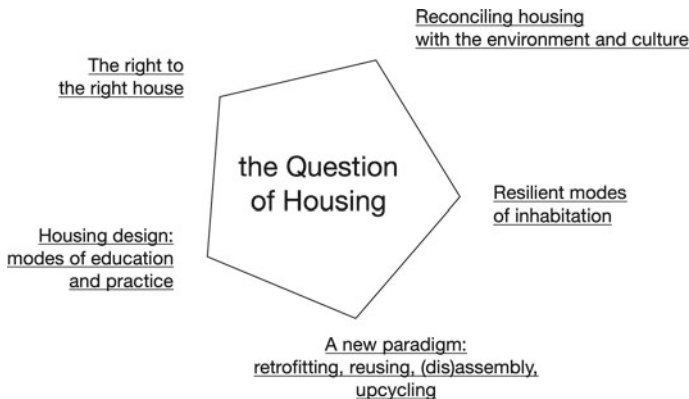 Reconciling housing
with the environment and culture
The right to
the right house
the Question
of Housing
Resilient modes
of inhabitation
Housing design:
modes of education
and practice
A new paradigm:
retrofitting, reusing, (dis)assembly,
upcycling